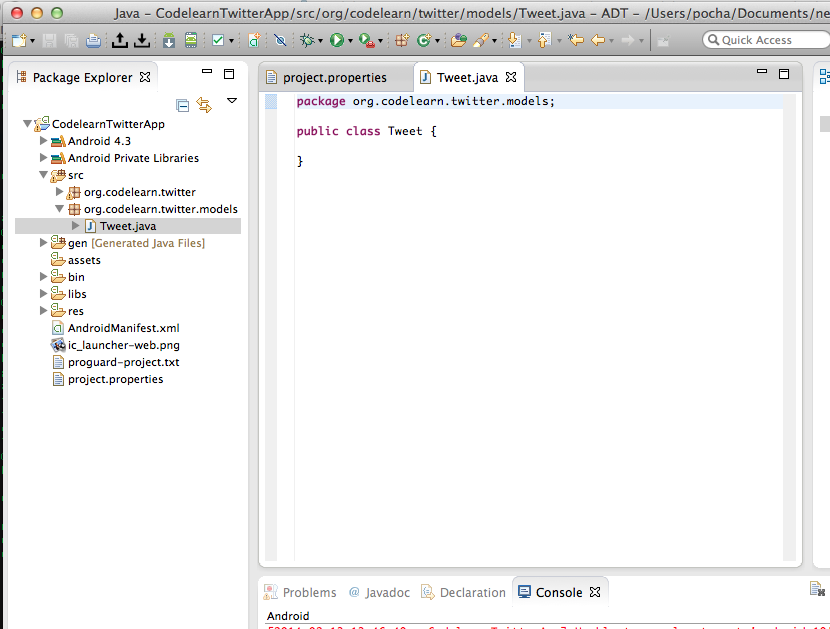 Java – CodelearnTwitterApp/src/org/codelearn/twitter/models/Tweet.java – ADT – /Users/pocha/Documents/ne
Quick Access
Package Explorer
project.properties
Tweet.java
CodelearnTwitterApp
Android 4.3
Android Private Libraries
src
org.codelearn.twitter
org.codelearn.twitter.models
Tweet.java
gen [Generated Java Files]
assets
bin
libs
res
AndroidManifest.xml
ic_launcher-web.png
proguard-project.txt
project.properties
package org.codelearn.twitter.models;
public class Tweet {
}
Problems
@ Javadoc
Declaration
Console
Android